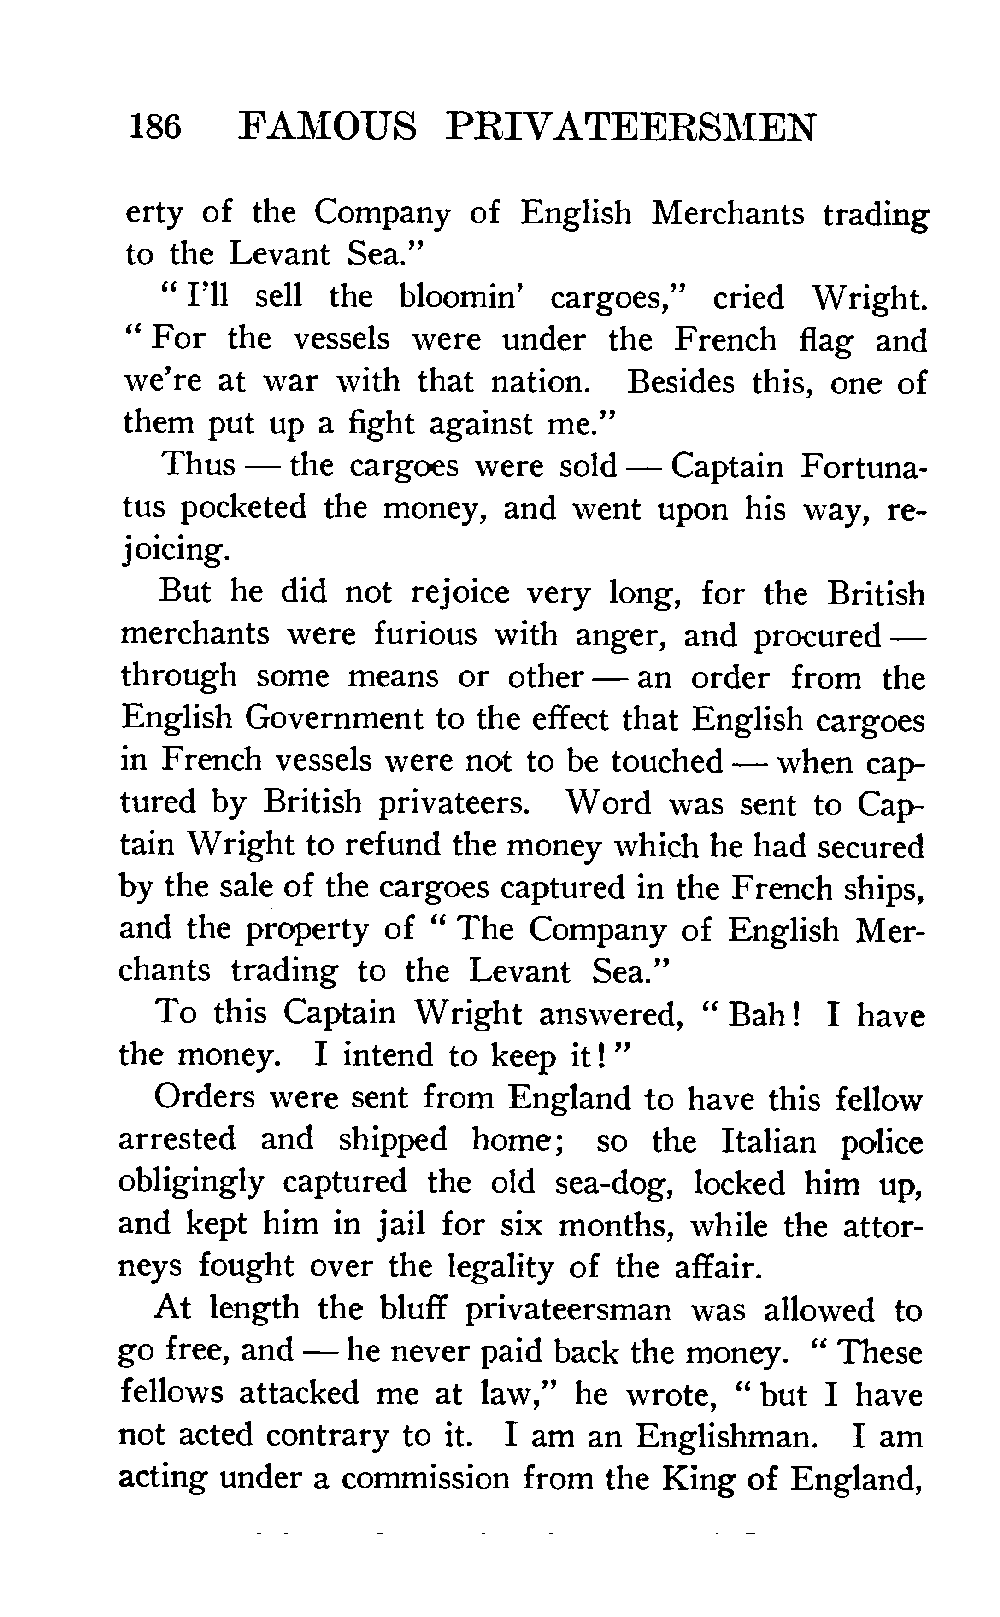 186 FAMOUS PRIVATEERSMEN
erty of the Company of English Merchants trading
to the Levant Sea.”
“ I’ll sell the bloomin’ cargoes,” cried Wright.
“ For the vessels were under the French flag and
we’re at war with that nation. Besides this, one of
them put up a fight against me.”
Thus — the cargoes were sold — Captain Fortuna-
tus pocketed the money, and went upon his way, re-
joicing.
But he did not rejoice very long, for the British
merchants were furious with anger, and procured —
through some means or other — an order from the
English Government to the effect that English cargoes
in French vessels were not to be touched — when cap-
tured by British privateers. Word was sent to Cap-
tain Wright to refund the money which he had secured
by the sale of the cargoes captured in the French ships,
and the property of “ The Company of English Mer-
chants trading to the Levant Sea.”
To this Captain Wright answered, “ Bah! I have
the money. I intend to keep it! ”
Orders were sent from England to have this fellow
arrested and shipped home; so the Italian police
obligingly captured the old sea-dog, locked him up,
and kept him in jail for six months, while the attor-
neys fought over the legality of the affair.
At length the bluff privateersman was allowed to
go free, and — he never paid back the money. “ These
fellows attacked me at law,” he wrote, “ but I have
not acted contrary to it. I am an Englishman. I am
acting under a commission from the King of England,